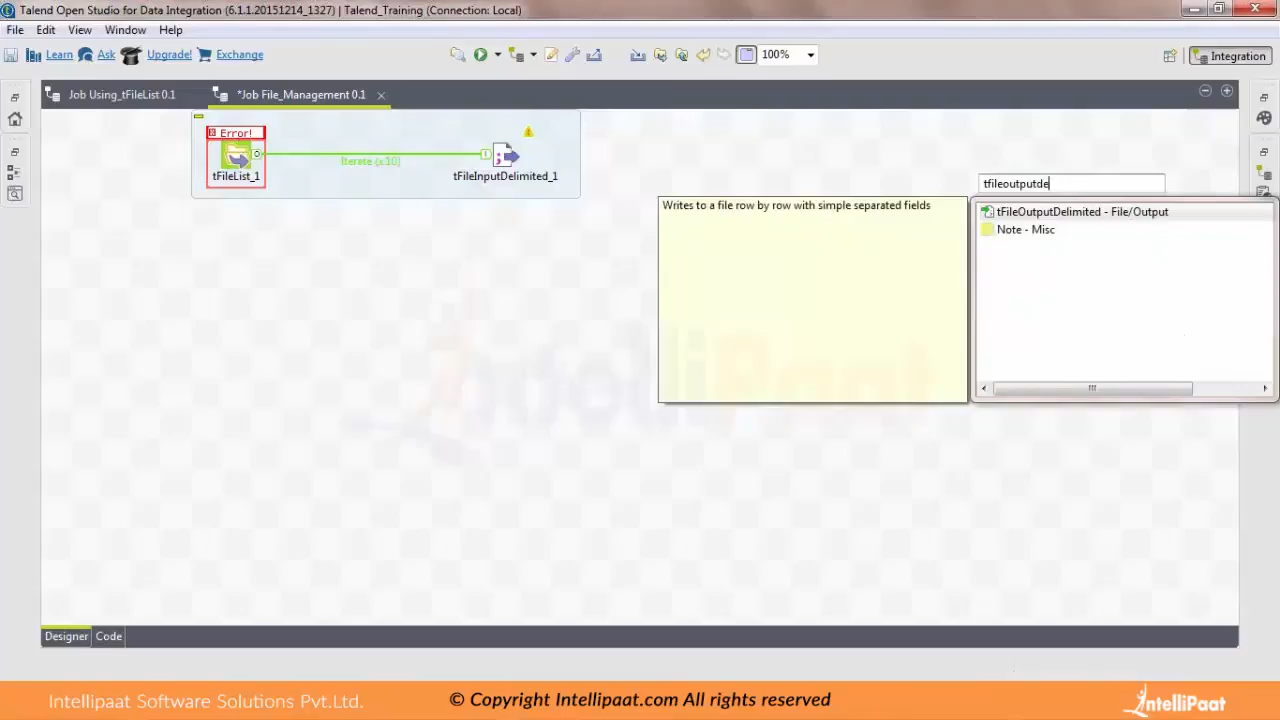 Talend Open Studio for Data Integration (6.1.1.20151214_1327) | Talend_Training (Connection: Local)
File Edit View Window Help
Learn Ask Upgrade! Exchange 100% Integration
Job Using_tFileList 0.1 *Job File_Management 0.1
Error!
Iterate (x10)
tFileList_1 tFileInputDelimited_1
tfileoutputde
Writes to a file row by row with simple separated fields
tFileOutputDelimited - File/Output
Note - Misc
IntelliPaat
Designer Code
Intellipaat Software Solutions Pvt.Ltd. © Copyright Intellipaat.com All rights reserved IntelliPaat